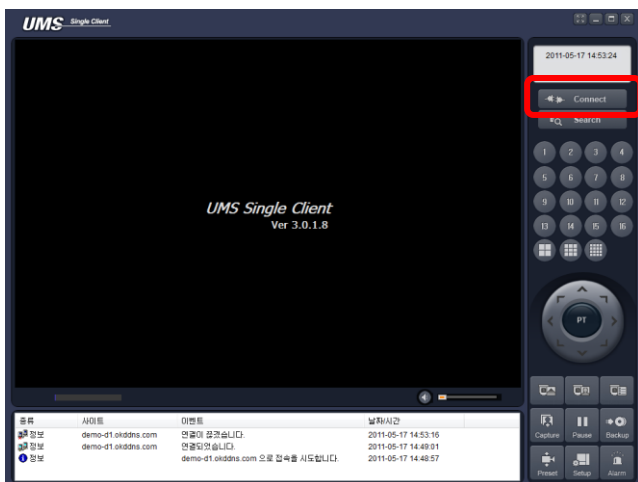 UMS Single Client
2011-05-17 14:53:24
Connect
Search
1 2 3 4
5 6 7 8
9 10 11 12
13 14 15 16
UMS Single Client
Ver 3.0.1.8
PT
Capture Pause Backup
Preset Setup Alarm
종류 사이트 이벤트 날짜/시간
정보 demo-d1.okddns.com 연결이 끊겼습니다. 2011-05-17 14:53:16
정보 demo-d1.okddns.com 연결되었습니다. 2011-05-17 14:49:01
정보 demo-d1.okddns.com 으로 접속을 시도합니다. 2011-05-17 14:48:57